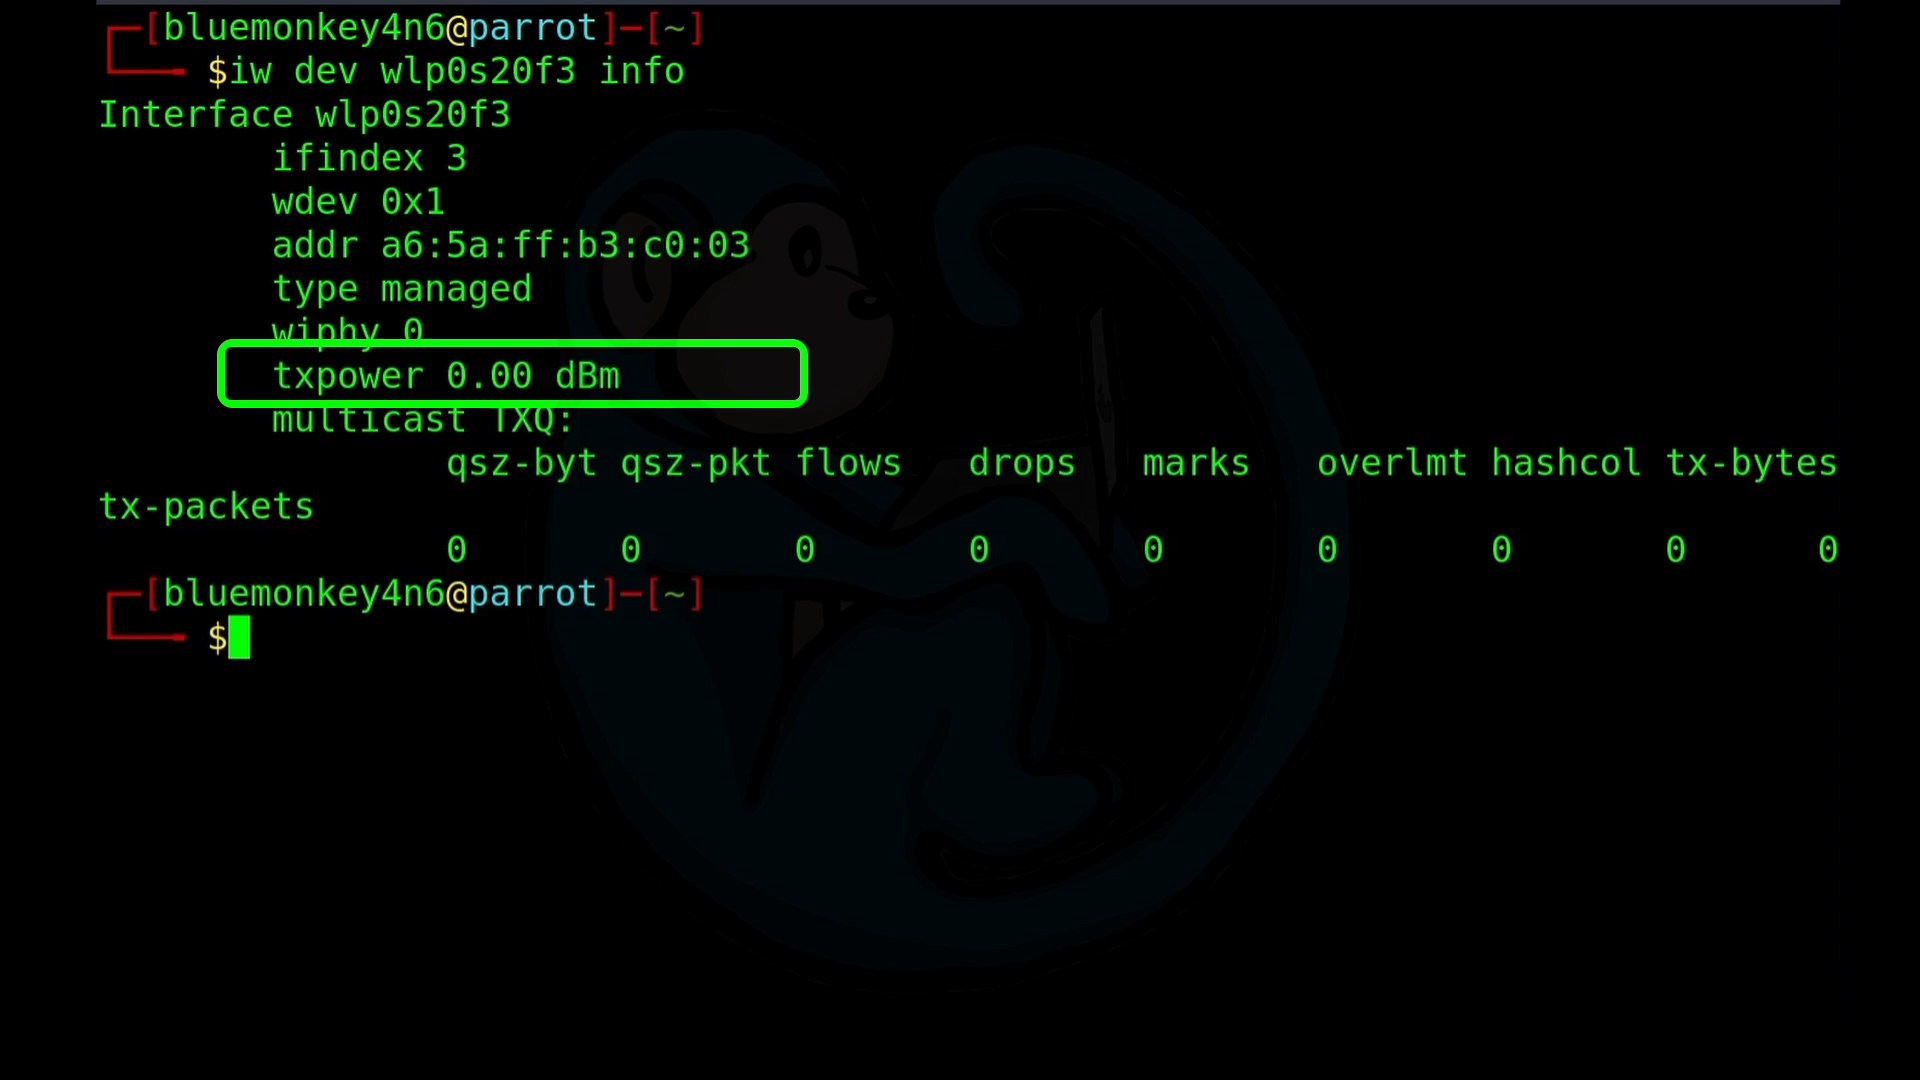 [bluemonkey4n6@parrot]─[~]
$iw dev wlp0s20f3 info
Interface wlp0s20f3
ifindex 3
wdev 0x1
addr a6:5a:ff:b3:c0:03
type managed
wiphy 0
txpower 0.00 dBm
multicast TXQ:
qsz-byt qsz-pkt flows drops marks overlmt hashcol tx-bytes
tx-packets
0 0 0 0 0 0 0 0 0
[bluemonkey4n6@parrot]─[~]
$